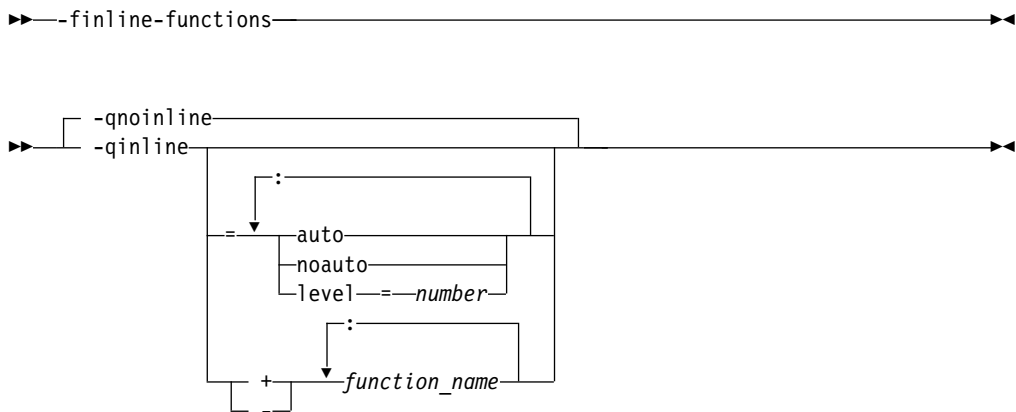 -finline-functions
-qnoinline
-qinline
:
= auto
noauto
level = number
:
+ function_name
-